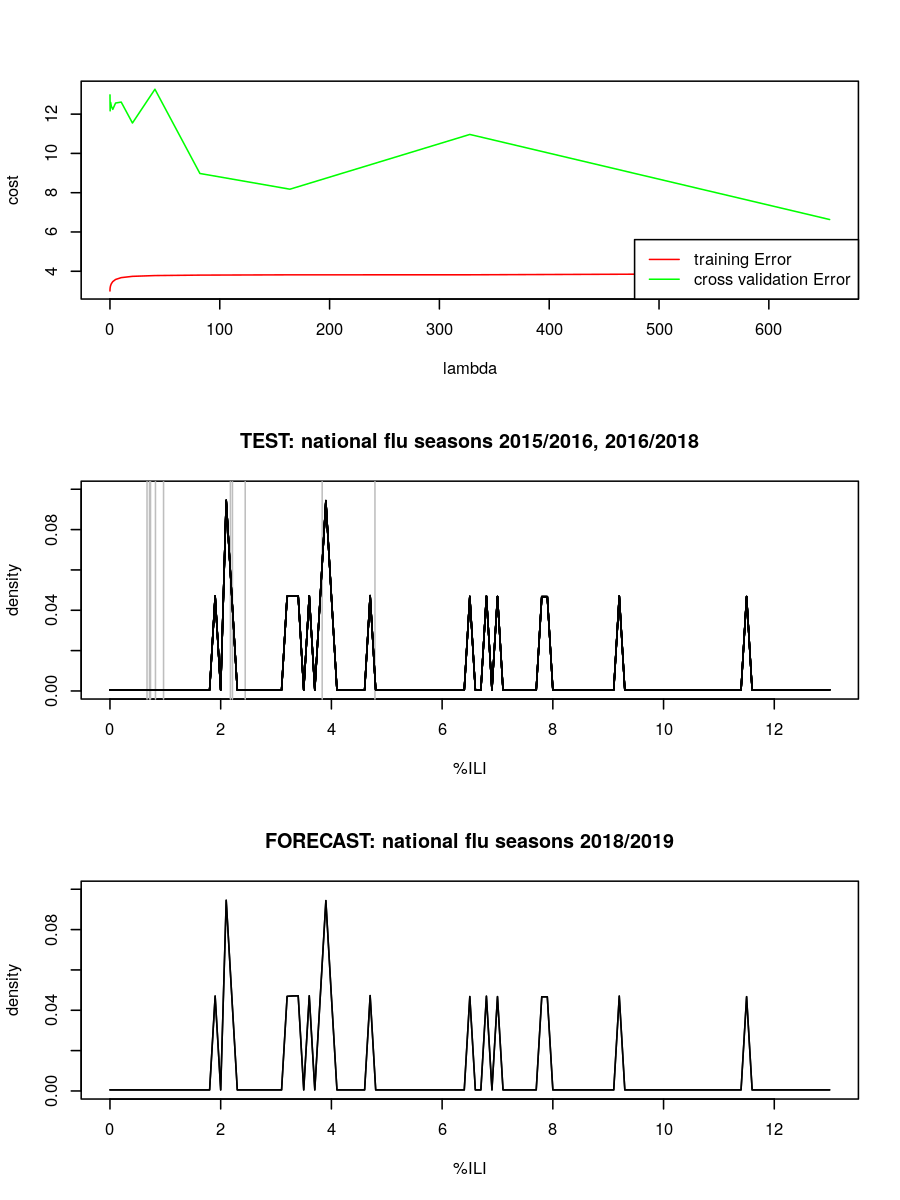 12
10
8
6
4
cost
training Error
cross validation Error
0 100 200 300 400 500 600
lambda
TEST: national flu seasons 2015/2016, 2016/2018
0.08
0.04
0.00
density
0 2 4 6 8 10 12
%ILI
FORECAST: national flu seasons 2018/2019
0.08
0.04
0.00
density
0 2 4 6 8 10 12
%ILI